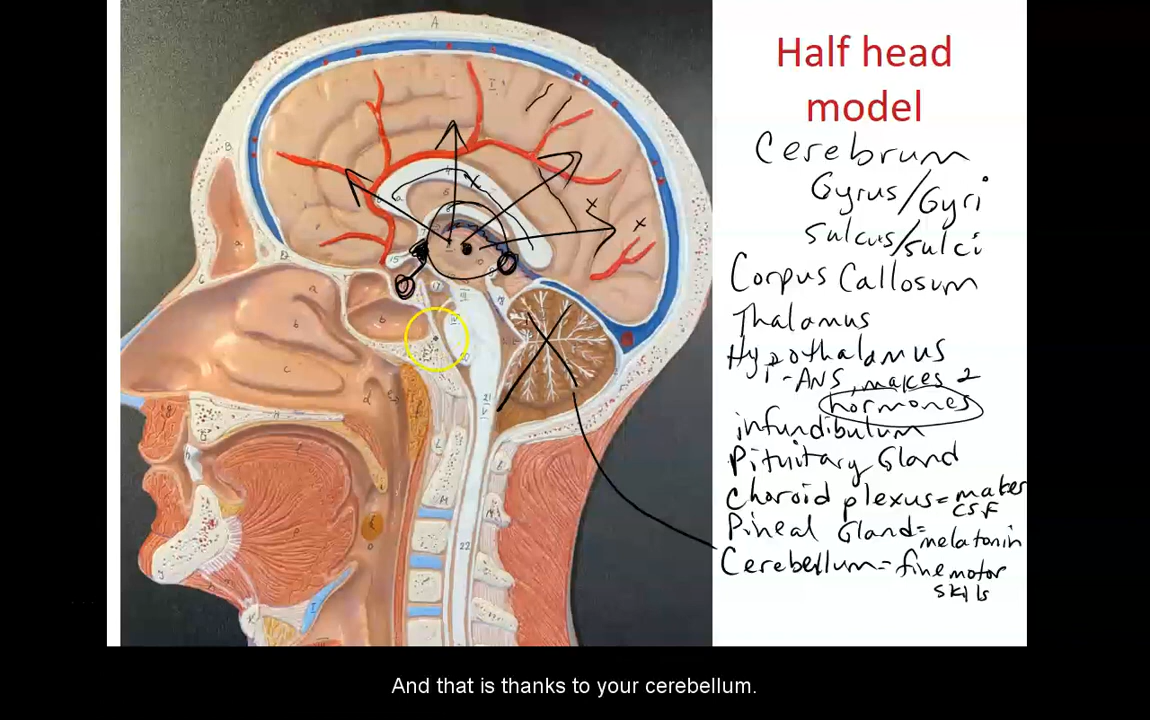 Half head
model
Cerebrum
Gyrus/Gyri
Sulcus/sulci
Corpus Callosum
Thalamus
Hypothalamus
- ANS, makes 2
hormones
infundibulum
Pituitary Gland
Choroid plexus = makes
CSF
Pineal Gland = melatonin
Cerebellum = fine motor
skills
And that is thanks to your cerebellum.